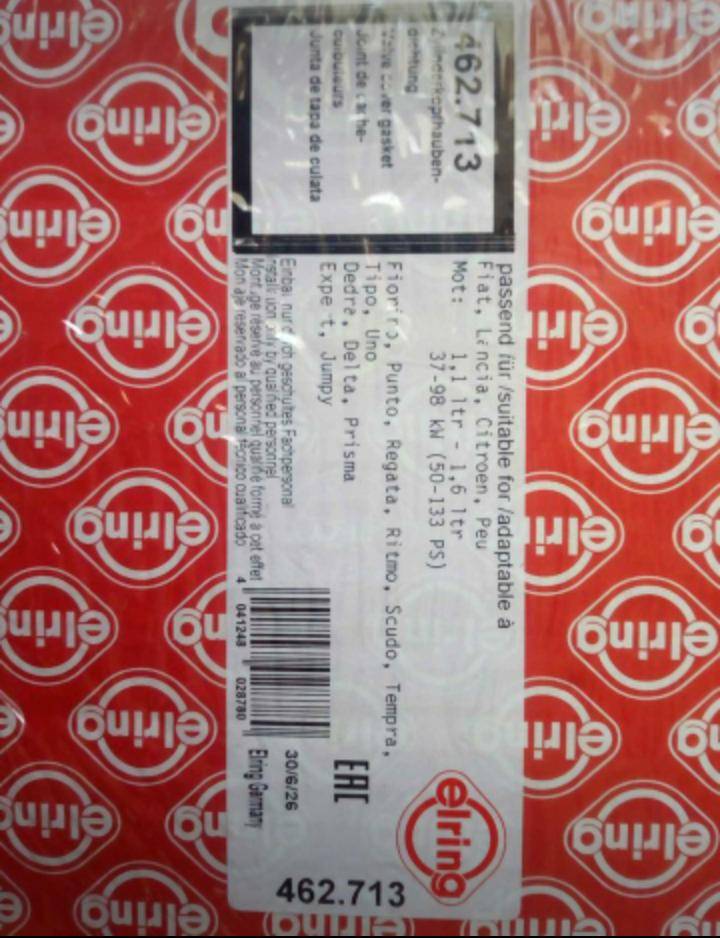 462.713
Zylinderkopfhauben-
dichtung
Valve cover gasket
Joint de cache-
culbuteurs
Junta de tapa de culata
passend für /suitable for /adaptable à
Fiat, Lancia, Citroen, Peu
Mot: 1,1 ltr - 1,6 ltr
37-98 kW (50-133 PS)
Fiorino, Punto, Regata, Ritmo, Scudo, Tempra,
Tipo, Uno
Dedra, Delta, Prisma
Expert, Jumpy
Einbau nur durch geschultes Fachpersonal
Installation only by qualified personnel
Montage réservé au personnel qualifié formé à cet effet
Montaje reservado a personal técnico cualificado
4 041248 028780
EAC
30/6/26
Elring Germany
elring
462.713